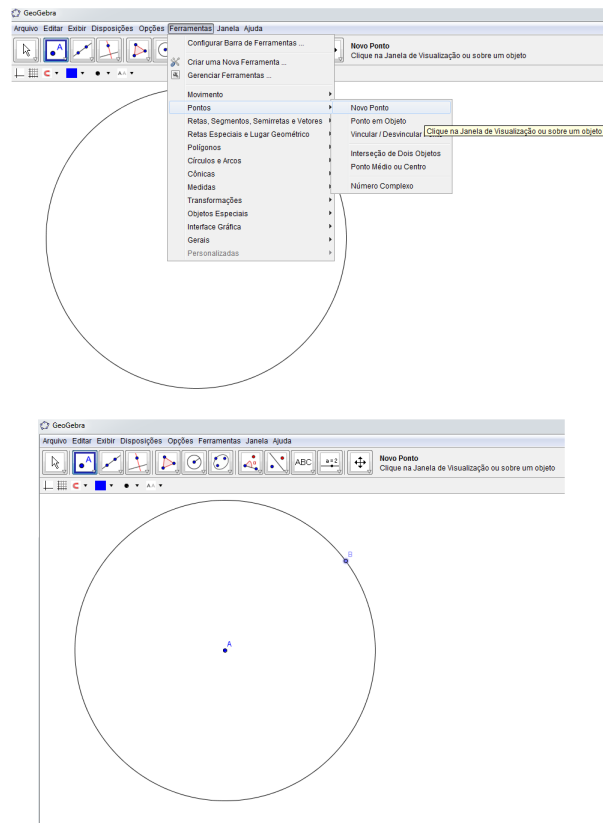 GeoGebra
Arquivo Editar Exibir Disposições Opções Ferramentas Janela Ajuda
A
Novo Ponto
Clique na Janela de Visualização ou sobre um objeto
A A
Configurar Barra de Ferramentas ...
Criar uma Nova Ferramenta ...
Gerenciar Ferramentas ...
Movimento
Pontos
Retas, Segmentos, Semirretas e Vetores
Retas Especiais e Lugar Geométrico
Polígonos
Círculos e Arcos
Cônicas
Medidas
Transformações
Objetos Especiais
Interface Gráfica
Gerais
Personalizadas
Novo Ponto
Ponto em Objeto
Vincular / Desvincular
Clique na Janela de Visualização ou sobre um objeto
Interseção de Dois Objetos
Ponto Médio ou Centro
Número Complexo
GeoGebra
Arquivo Editar Exibir Disposições Opções Ferramentas Janela Ajuda
A
ABC
a=2
Novo Ponto
Clique na Janela de Visualização ou sobre um objeto
A A
B
A